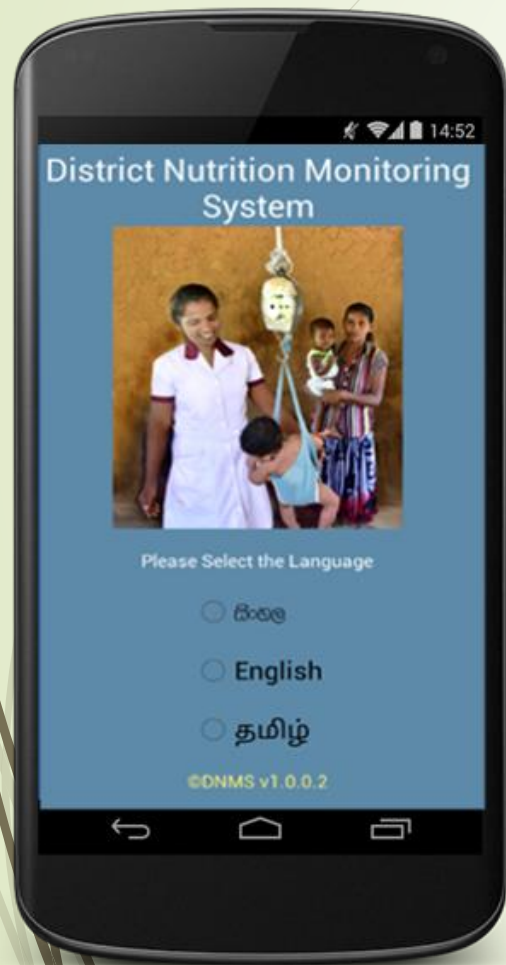 14:52
District Nutrition Monitoring
System
Please Select the Language
සිංහල
English
தமிழ்
©DNMS v1.0.0.2